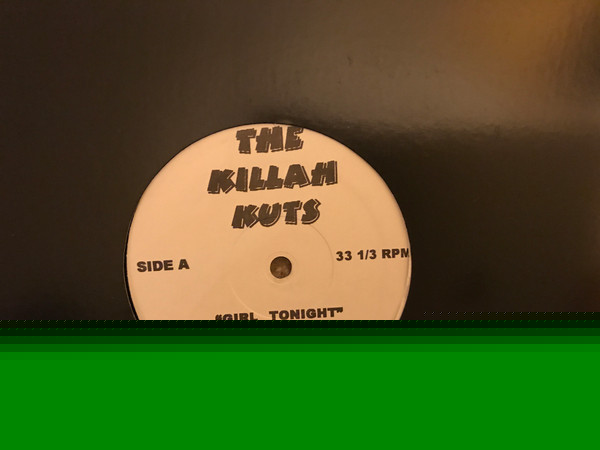 THE
KILLAH
KUTS
SIDE A
33 1/3 RPM
"GIRL TONIGHT"